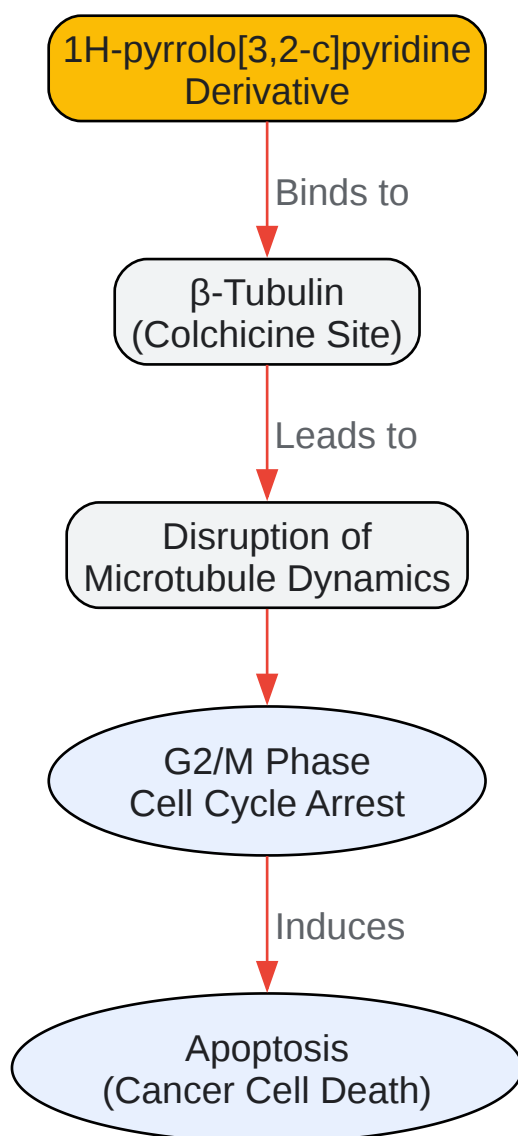 1H-pyrrolo[3,2-c]pyridine
Derivative
Binds to
β-Tubulin
(Colchicine Site)
Leads to
Disruption of
Microtubule Dynamics
G2/M Phase
Cell Cycle Arrest
Induces
Apoptosis
(Cancer Cell Death)